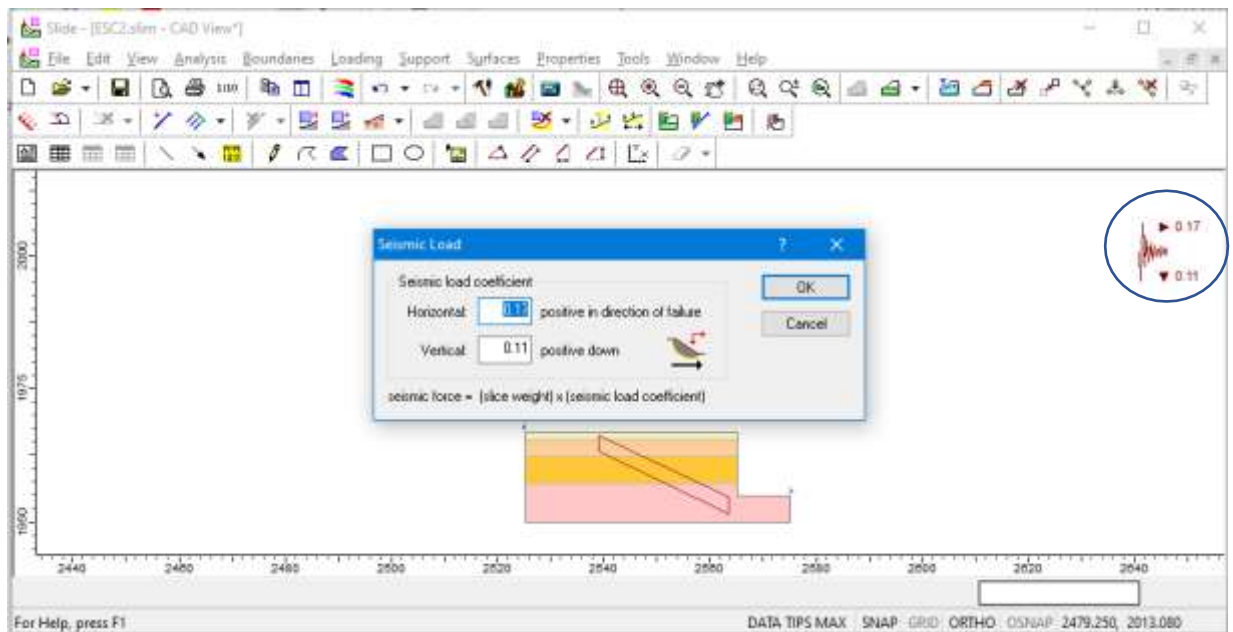 Slide - [ESC2.slim - CAD View*]
File Edit View Analysis Boundaries Loading Support Surfaces Properties Tools Window Help
Seismic Load ? ×
Seismic load coefficient
Horizontal: 0.17 positive in direction of failure
Vertical: 0.11 positive down
seismic force = (slice weight) x (seismic load coefficient)
OK
Cancel
0.17
0.11
2000
1975
2440 2460 2480 2500 2520 2540 2560 2580 2600 2620 2640
For Help, press F1
DATA TIPS MAX SNAP GRID ORTHO OSNAP 2479.250, 2013.080